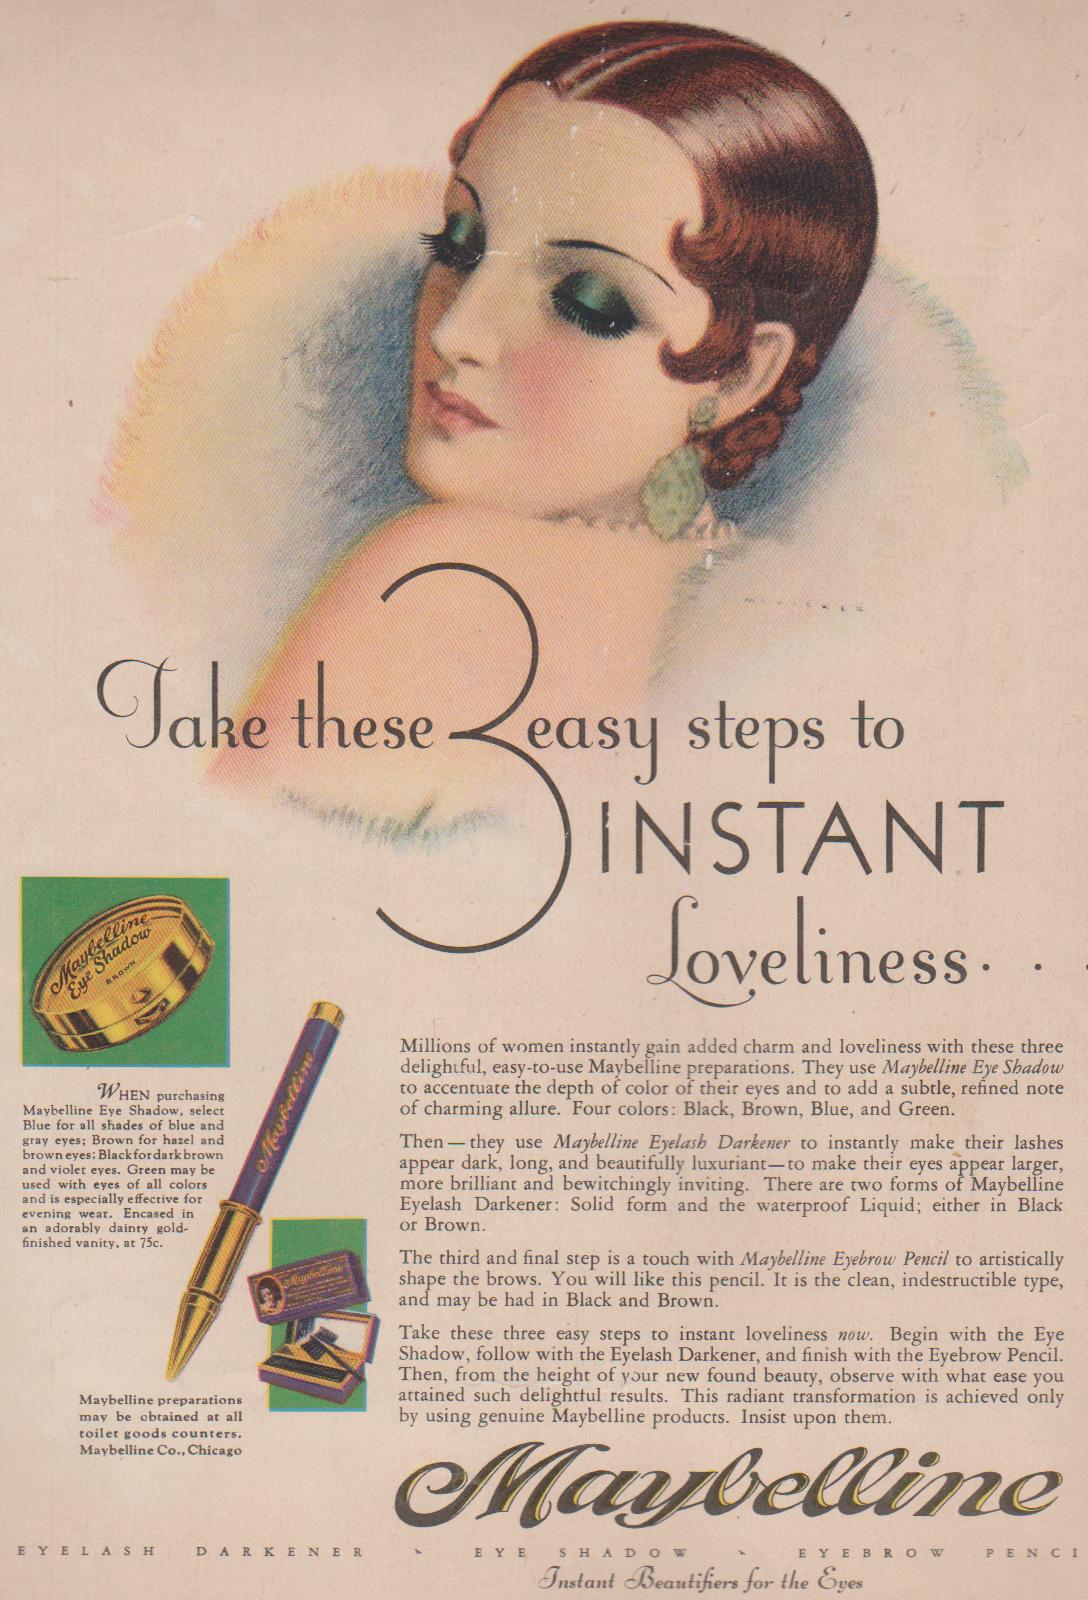 Take these 3 easy steps to
INSTANT
Loveliness . . .
Maybelline
Eye Shadow
BROWN
WHEN purchasing
Maybelline Eye Shadow, select
Blue for all shades of blue and
gray eyes; Brown for hazel and
brown eyes; Black for dark brown
and violet eyes. Green may be
used with eyes of all colors
and is especially effective for
evening wear. Encased in
an adorably dainty gold-
finished vanity, at 75c.
Maybelline
Maybelline
Maybelline preparations
may be obtained at all
toilet goods counters.
Maybelline Co., Chicago
Millions of women instantly gain added charm and loveliness with these three
delightful, easy-to-use Maybelline preparations. They use Maybelline Eye Shadow
to accentuate the depth of color of their eyes and to add a subtle, refined note
of charming allure. Four colors: Black, Brown, Blue, and Green.
Then—they use Maybelline Eyelash Darkener to instantly make their lashes
appear dark, long, and beautifully luxuriant—to make their eyes appear larger,
more brilliant and bewitchingly inviting. There are two forms of Maybelline
Eyelash Darkener: Solid form and the waterproof Liquid; either in Black
or Brown.
The third and final step is a touch with Maybelline Eyebrow Pencil to artistically
shape the brows. You will like this pencil. It is the clean, indestructible type,
and may be had in Black and Brown.
Take these three easy steps to instant loveliness now. Begin with the Eye
Shadow, follow with the Eyelash Darkener, and finish with the Eyebrow Pencil.
Then, from the height of your new found beauty, observe with what ease you
attained such delightful results. This radiant transformation is achieved only
by using genuine Maybelline products. Insist upon them.
Maybelline
EYELASH DARKENER EYE SHADOW EYEBROW PENCI
Instant Beautifiers for the Eyes